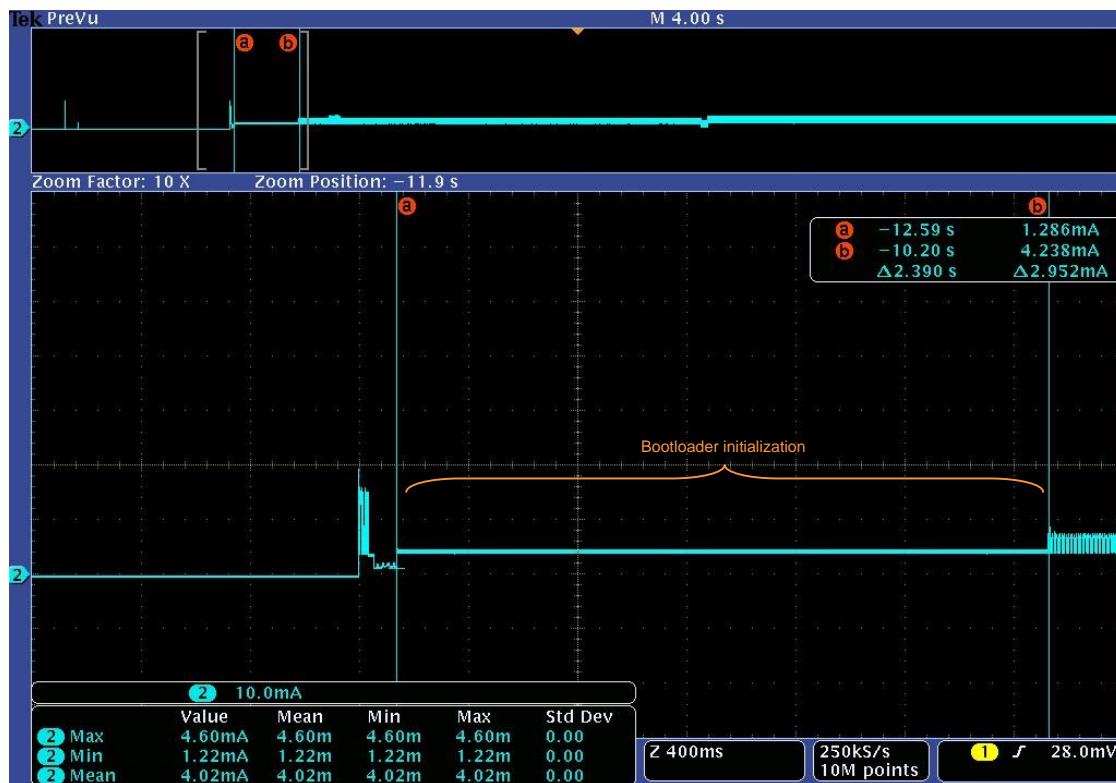 Tek PreVu M 4.00 s
a b
2
Zoom Factor: 10 X Zoom Position: −11.9 s
a b
a −12.59 s 1.286mA
b −10.20 s 4.238mA
Δ2.390 s Δ2.952mA
Bootloader initialization
2
2 10.0mA
Value Mean Min Max Std Dev
2 Max 4.60mA 4.60m 4.60m 4.60m 0.00
2 Min 1.22mA 1.22m 1.22m 1.22m 0.00
2 Mean 4.02mA 4.02m 4.02m 4.02m 0.00
Z 400ms
250kS/s
10M points
1 28.0mV